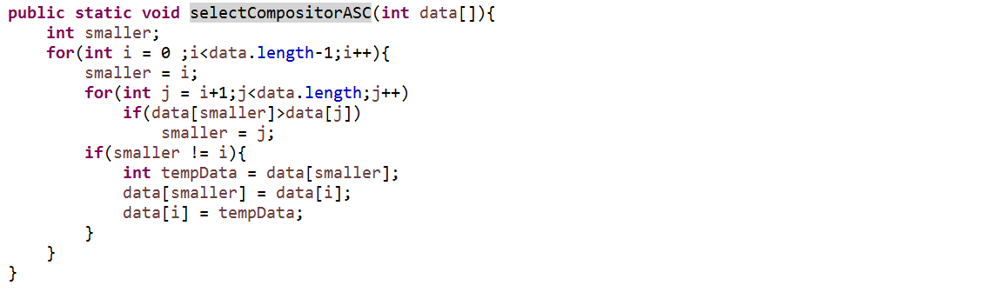 public static void selectCompositorASC(int data[]){
    int smaller;
    for(int i = 0 ;i<data.length-1;i++){
        smaller = i;
        for(int j = i+1;j<data.length;j++)
            if(data[smaller]>data[j])
                smaller = j;
        if(smaller != i){
            int tempData = data[smaller];
            data[smaller] = data[i];
            data[i] = tempData;
        }
    }
}